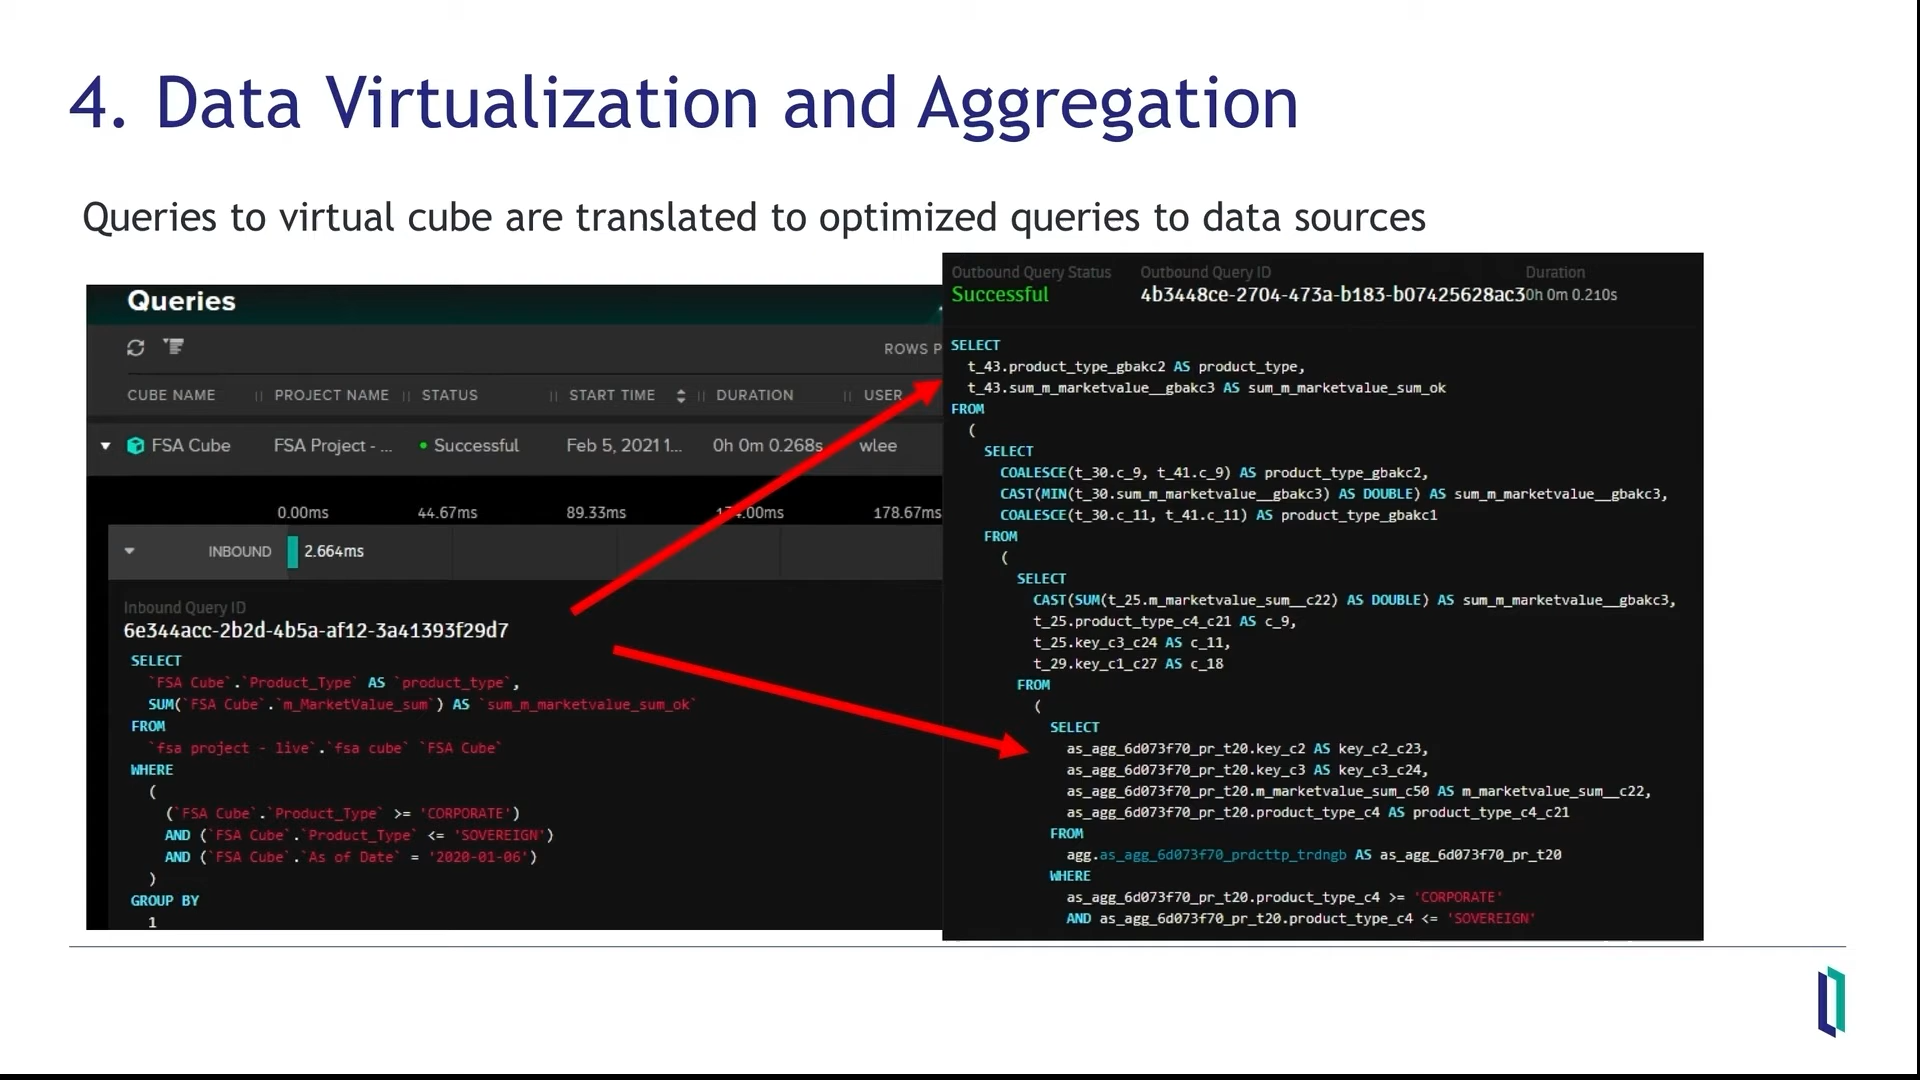 4. Data Virtualization and Aggregation
Queries to virtual cube are translated to optimized queries to data sources
Queries
ROWS P
CUBE NAME PROJECT NAME STATUS START TIME DURATION USER
FSA Cube FSA Project - ... Successful Feb 5, 2021 1... 0h 0m 0.268s wlee
0.00ms 44.67ms 89.33ms 178.67ms
INBOUND 2.664ms
Inbound Query ID
6e344acc-2b2d-4b5a-af12-3a41393f29d7
SELECT
`FSA Cube`.`Product_Type` AS `product_type`,
SUM(`FSA Cube`.`m_MarketValue_sum`) AS `sum_m_marketvalue_sum_ok`
FROM
`fsa project - live`.`fsa cube` `FSA Cube`
WHERE
(
(`FSA Cube`.`Product_Type` >= 'CORPORATE')
AND (`FSA Cube`.`Product_Type` <= 'SOVEREIGN')
AND (`FSA Cube`.`As of Date` = '2020-01-06')
)
GROUP BY
1
Outbound Query Status Outbound Query ID Duration
Successful 4b3448ce-2704-473a-b183-b07425628ac3 0h 0m 0.210s
SELECT
t_43.product_type_gbakc2 AS product_type,
t_43.sum_m_marketvalue__gbakc3 AS sum_m_marketvalue_sum_ok
FROM
(
SELECT
COALESCE(t_30.c_9, t_41.c_9) AS product_type_gbakc2,
CAST(MIN(t_30.sum_m_marketvalue__gbakc3) AS DOUBLE) AS sum_m_marketvalue__gbakc3,
COALESCE(t_30.c_11, t_41.c_11) AS product_type_gbakc1
FROM
(
SELECT
CAST(SUM(t_25.m_marketvalue_sum__c22) AS DOUBLE) AS sum_m_marketvalue__gbakc3,
t_25.product_type_c4_c21 AS c_9,
t_25.key_c3_c24 AS c_11,
t_29.key_c1_c27 AS c_18
FROM
(
SELECT
as_agg_6d073f70_pr_t20.key_c2 AS key_c2_c23,
as_agg_6d073f70_pr_t20.key_c3 AS key_c3_c24,
as_agg_6d073f70_pr_t20.m_marketvalue_sum_c50 AS m_marketvalue_sum__c22,
as_agg_6d073f70_pr_t20.product_type_c4 AS product_type_c4_c21
FROM
agg.as_agg_6d073f70_prdcttp_trdngb AS as_agg_6d073f70_pr_t20
WHERE
as_agg_6d073f70_pr_t20.product_type_c4 >= 'CORPORATE'
AND as_agg_6d073f70_pr_t20.product_type_c4 <= 'SOVEREIGN'